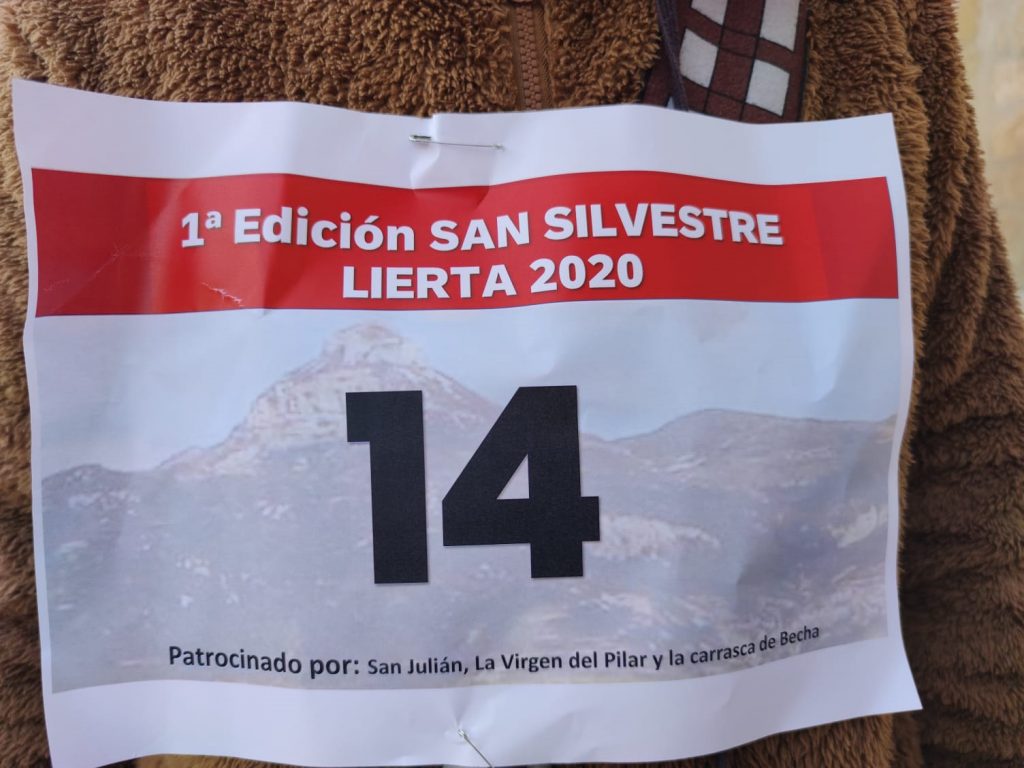 1ª Edición SAN SILVESTRE
LIERTA 2020
14
Patrocinado por: San Julián, La Virgen del Pilar y la carrasca de Becha